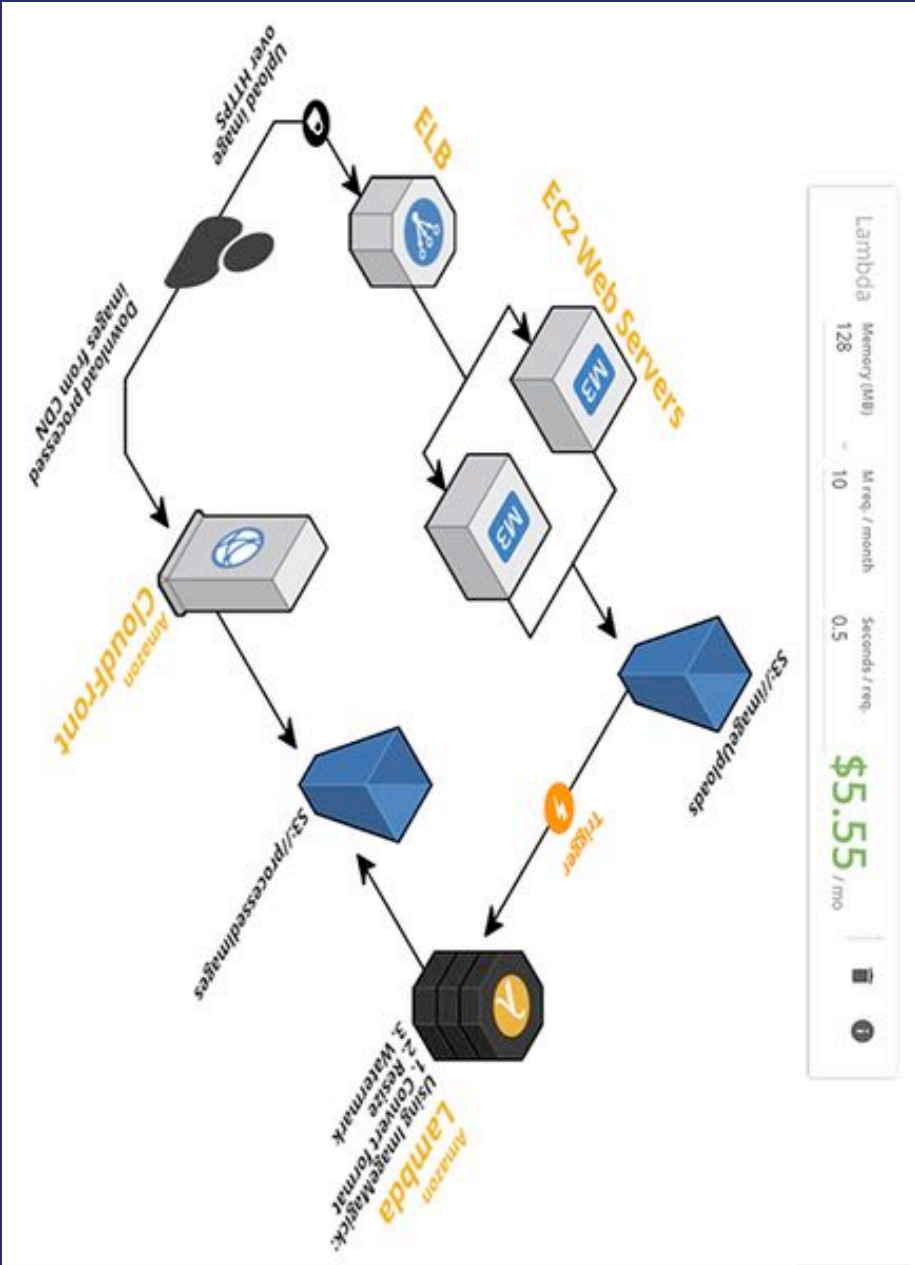 Lambda
Memory (MB)
128
M req. / month
10
Seconds / req.
0.5
$5.55 / mo
ELB
EC2 Web Servers
M3
M3
Upload image
over HTTPS
Download processed
images from CDN
Amazon
CloudFront
S3://imageUploads
Trigger
S3://processedimages
Amazon
Lambda
λ
Using ImageMagick:
1. Convert format
2. Resize
3. Watermark